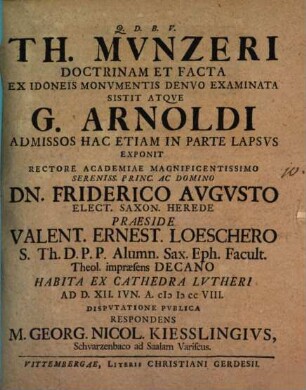 Q. D. B. V.
TH. MVNZERI
DOCTRINAM ET FACTA
EX IDONEIS MONVMENTIS DENVO EXAMINATA
SISTIT ATQVE
G. ARNOLDI
ADMISSOS HAC ETIAM IN PARTE LAPSVS
EXPONIT
RECTORE ACADEMIAE MAGNIFICENTISSIMO
SERENISS. PRINC. AC DOMINO
DN. FRIDERICO AVGVSTO
ELECT. SAXON. HEREDE
PRAESIDE
VALENT. ERNEST. LOESCHERO
S. Th. D. P. P. Alumn. Sax. Eph. Facult.
Theol. impræsens DECANO
HABITA EX CATHEDRA LVTHERI
AD D. XII. IVN. A. cIɔ Iɔ cc VIII.
DISPVTATIONE PVBLICA
RESPONDENS
M. GEORG. NICOL. KIESSLINGIVS,
Schvvarzenbaco ad Saalam Variscus.
VITTEMBERGAE, LITERIS CHRISTIANI GERDESII.